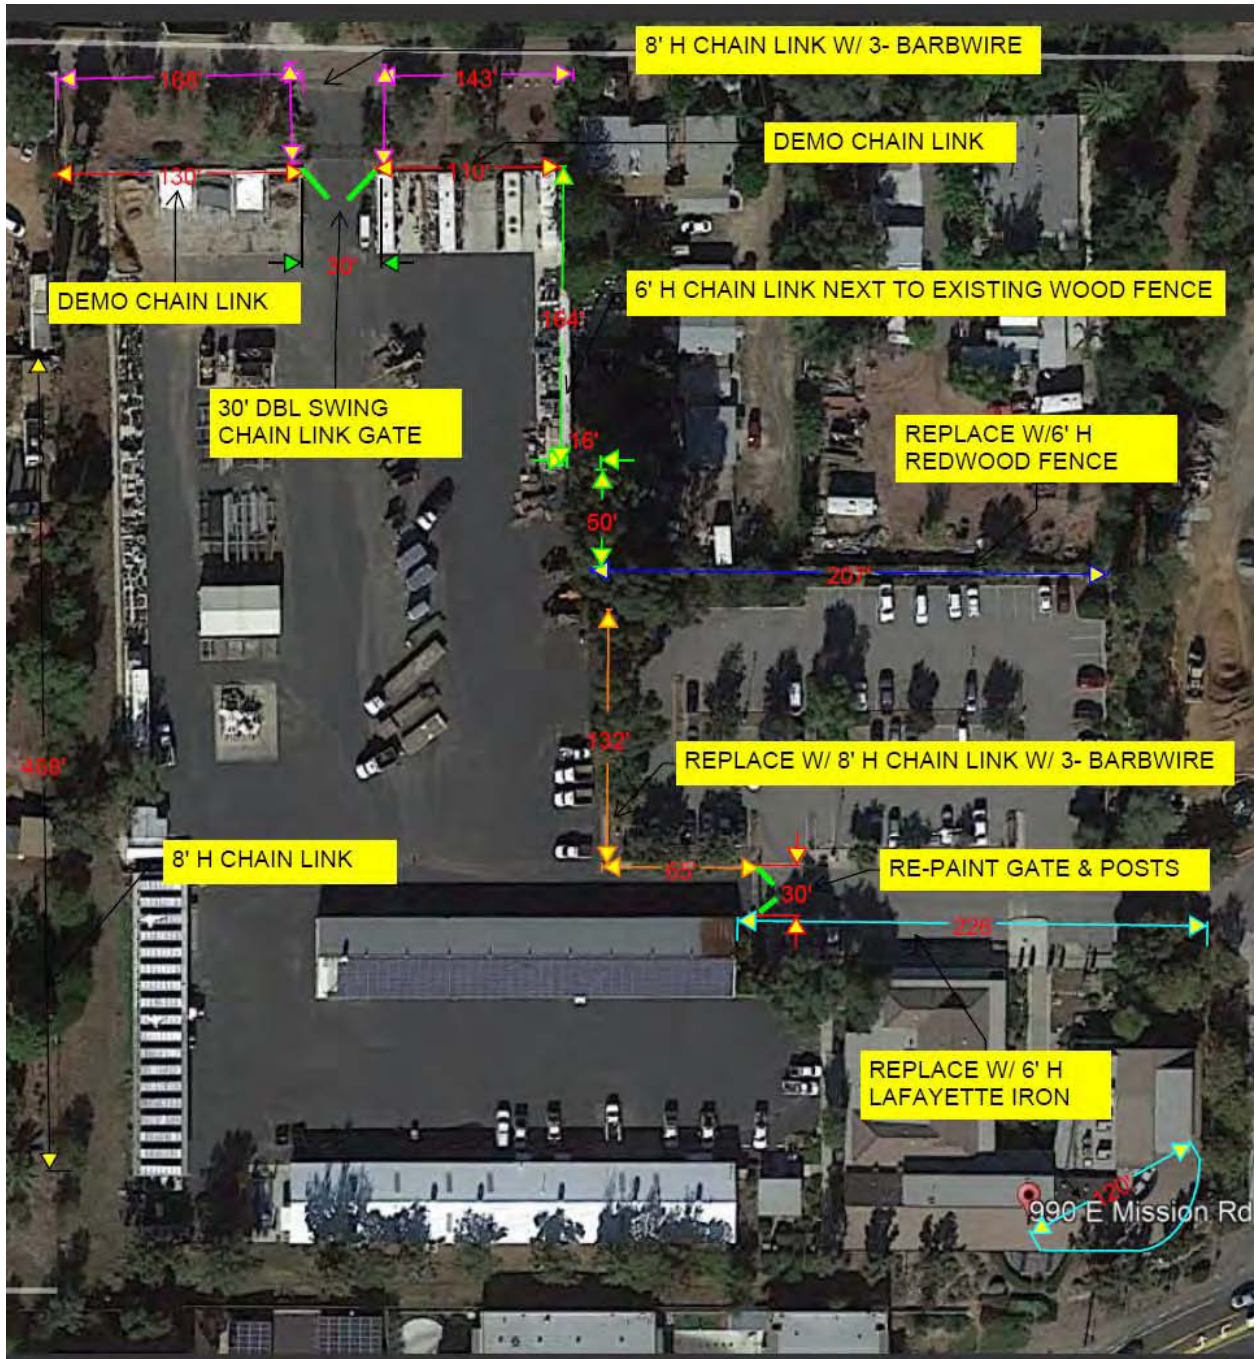 8' H CHAIN LINK W/ 3- BARBWIRE
168'
143'
DEMO CHAIN LINK
130'
110'
30'
DEMO CHAIN LINK
6' H CHAIN LINK NEXT TO EXISTING WOOD FENCE
164'
30' DBL SWING
CHAIN LINK GATE
16'
REPLACE W/6' H
REDWOOD FENCE
50'
207'
132'
REPLACE W/ 8' H CHAIN LINK W/ 3- BARBWIRE
8' H CHAIN LINK
65'
RE-PAINT GATE & POSTS
30'
226'
REPLACE W/ 6' H
LAFAYETTE IRON
120'
990 E Mission Rd